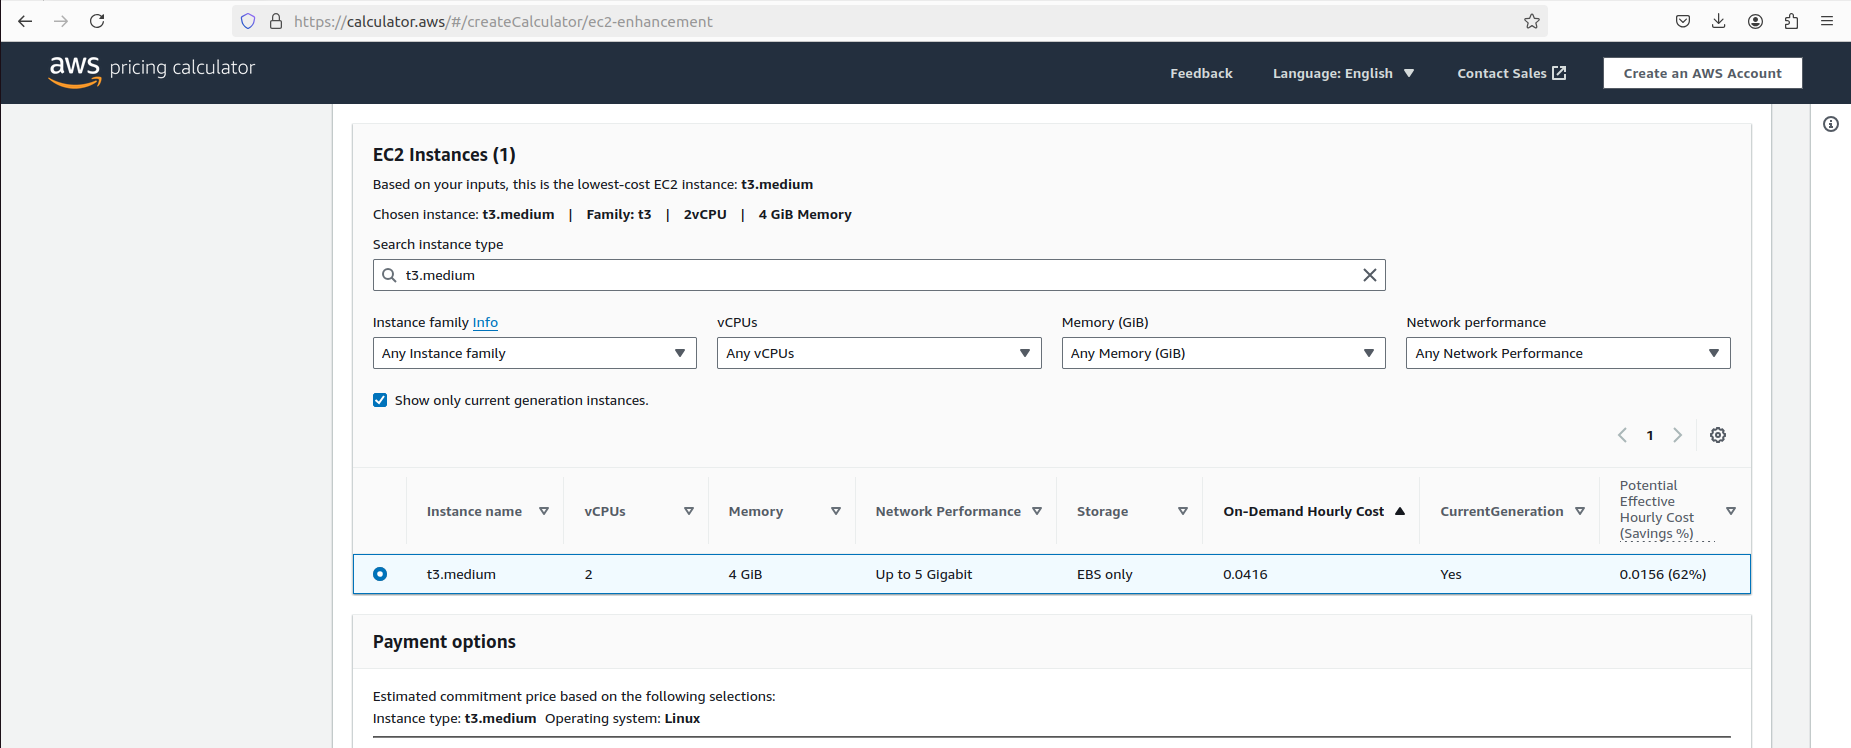 https://calculator.aws/#/createCalculator/ec2-enhancement
aws pricing calculator
Feedback
Language: English
Contact Sales
Create an AWS Account
EC2 Instances (1)
Based on your inputs, this is the lowest-cost EC2 instance: t3.medium
Chosen instance: t3.medium | Family: t3 | 2vCPU | 4 GiB Memory
Search instance type
t3.medium
Instance family Info
vCPUs
Memory (GiB)
Network performance
Any Instance family
Any vCPUs
Any Memory (GiB)
Any Network Performance
Show only current generation instances.
1
Instance name
vCPUs
Memory
Network Performance
Storage
On-Demand Hourly Cost
CurrentGeneration
Potential
Effective
Hourly Cost
(Savings %)
t3.medium
2
4 GiB
Up to 5 Gigabit
EBS only
0.0416
Yes
0.0156 (62%)
Payment options
Estimated commitment price based on the following selections:
Instance type: t3.medium Operating system: Linux